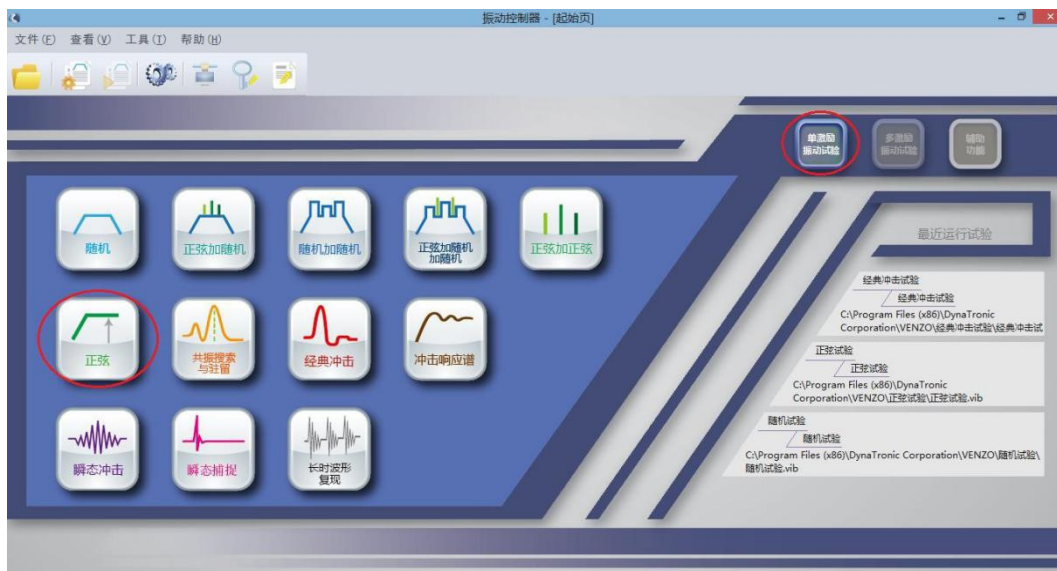 振动控制器 - [起始页]
文件(F) 查看(V) 工具(T) 帮助(H)
单激励
振动试验
多激励
振动试验
辅助
功能
随机
正弦加随机
随机加随机
正弦加随机
加随机
正弦加正弦
正弦
共振搜索
与驻留
经典冲击
冲击响应谱
瞬态冲击
瞬态捕捉
长时波形
复现
最近运行试验
经典冲击试验
经典冲击试验
C:\Program Files (x86)\DynaTronic
Corporation\VENZO\经典冲击试验\经典冲击试
正弦试验
正弦试验
C:\Program Files (x86)\DynaTronic
Corporation\VENZO\正弦试验\正弦试验.vib
随机试验
随机试验
C:\Program Files (x86)\DynaTronic Corporation\VENZO\随机试验\
随机试验.vib